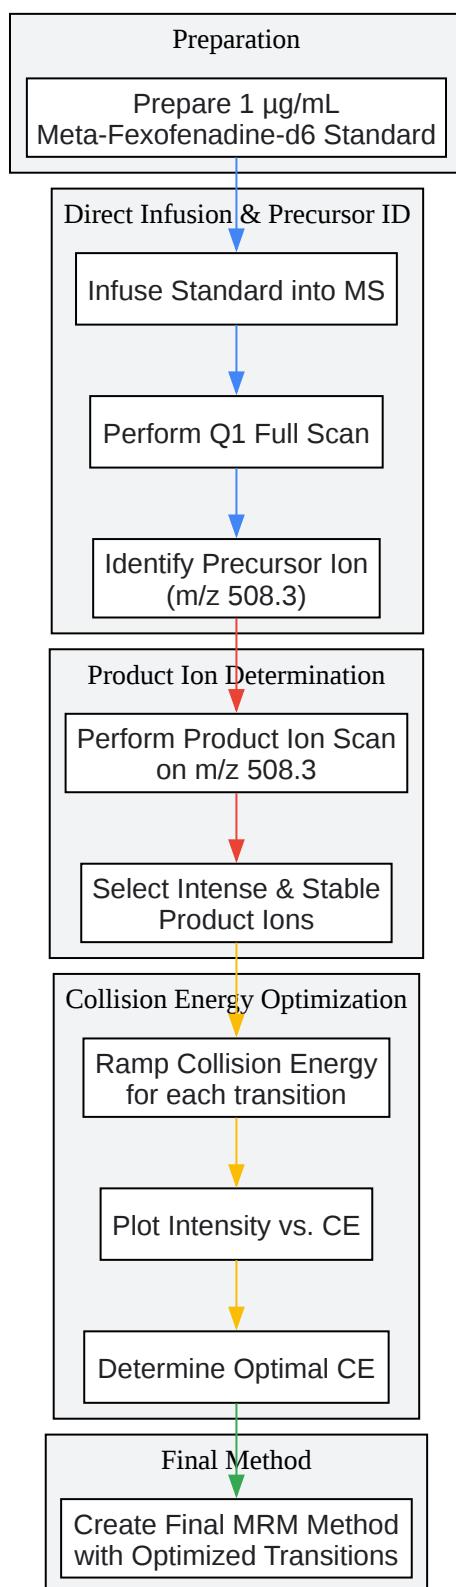 Preparation
Prepare 1 µg/mL
Meta-Fexofenadine-d6 Standard
Direct Infusion & Precursor ID
Infuse Standard into MS
Perform Q1 Full Scan
Identify Precursor Ion
(m/z 508.3)
Product Ion Determination
Perform Product Ion Scan
on m/z 508.3
Select Intense & Stable
Product Ions
Collision Energy Optimization
Ramp Collision Energy
for each transition
Plot Intensity vs. CE
Determine Optimal CE
Final Method
Create Final MRM Method
with Optimized Transitions